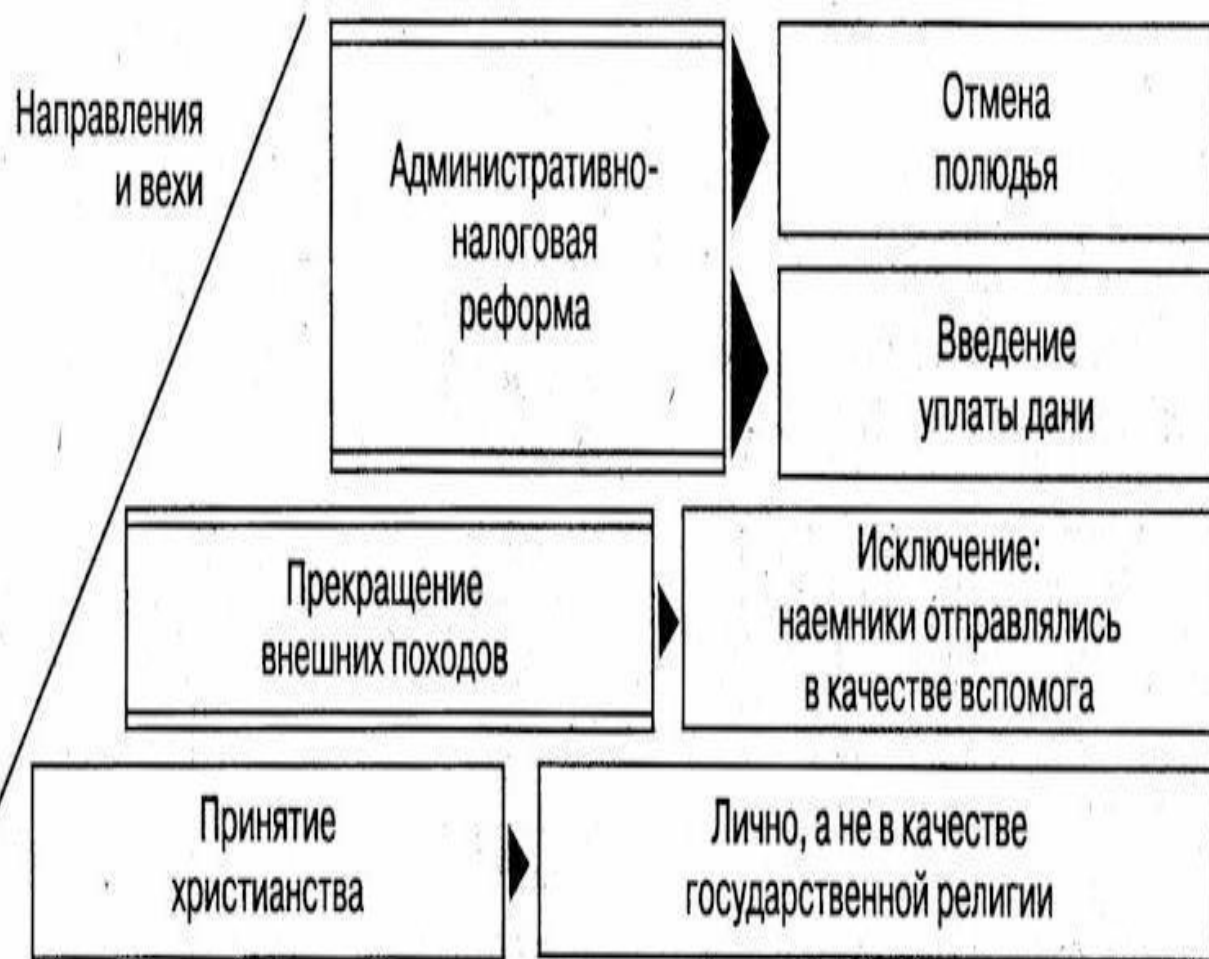 Направления
и вехи
Административно-
налоговая
реформа
Отмена
полюдья
Введение
уплаты дани
Прекращение
внешних походов
Исключение:
наемники отправлялись
в качестве вспомога
Принятие
христианства
Лично, а не в качестве
государственной религии